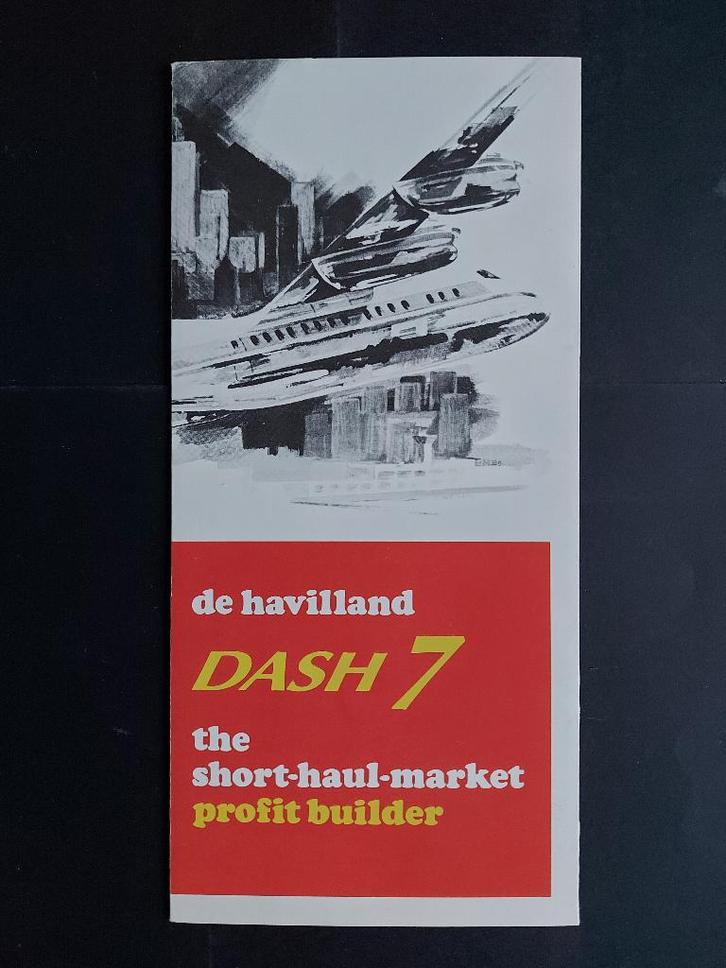 de havilland
DASH 7
the
short-haul-market
profit builder